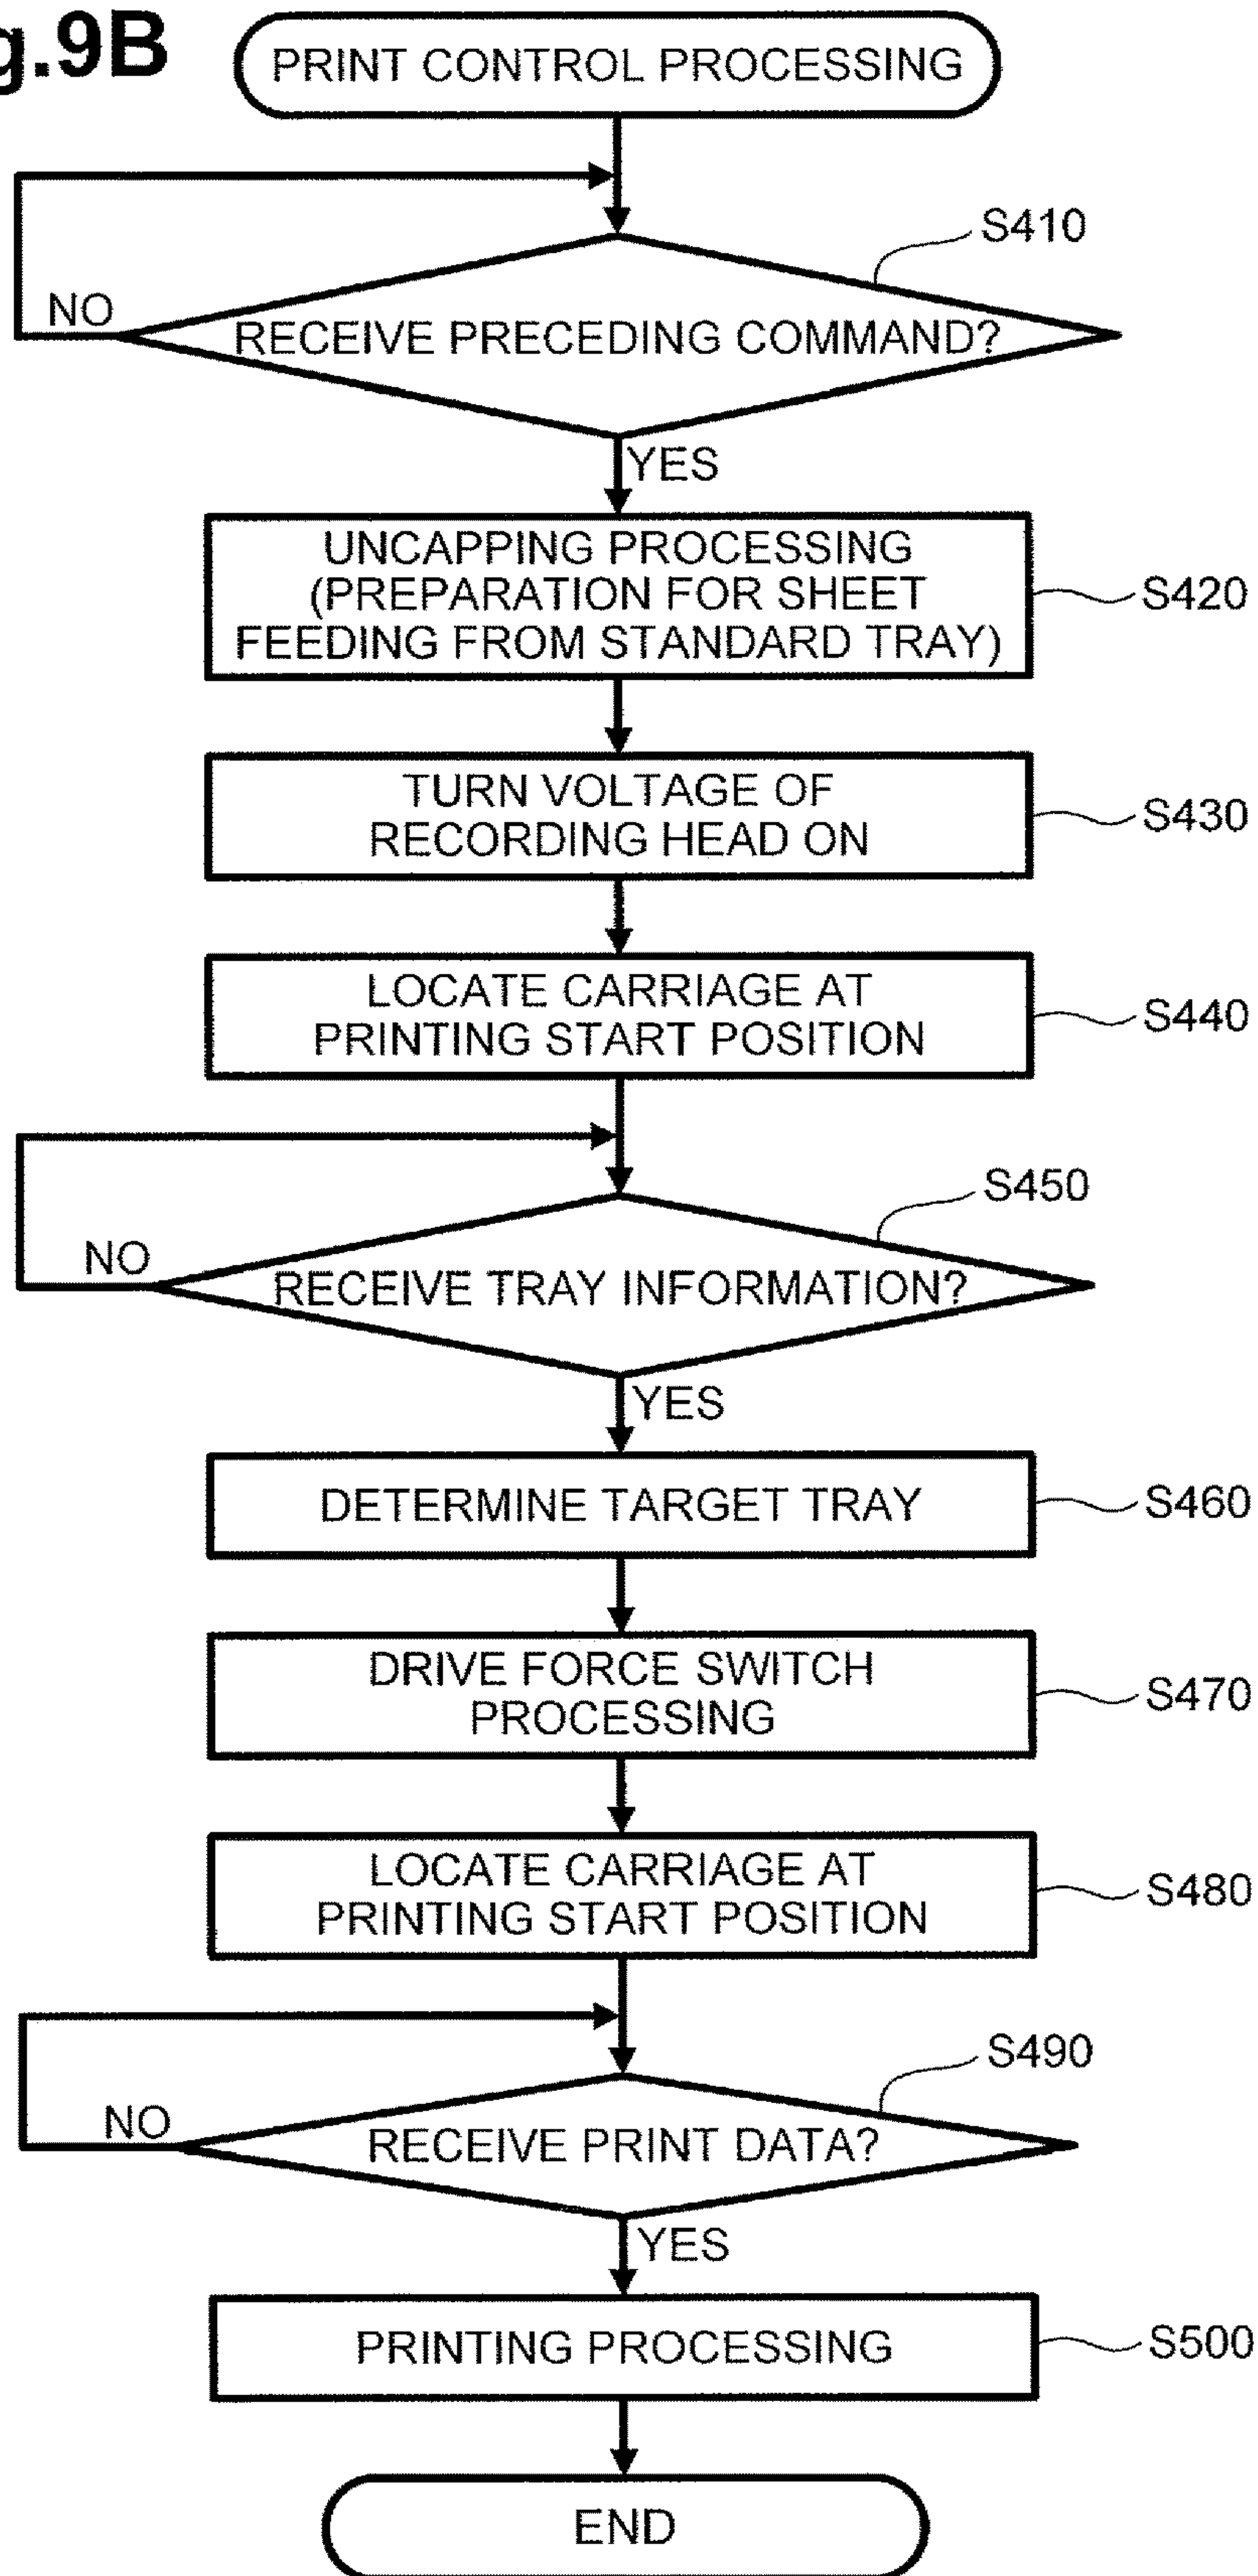 g.9B
PRINT CONTROL PROCESSING
S410
NO
RECEIVE PRECEDING COMMAND?
YES
UNCAPPING PROCESSING
(PREPARATION FOR SHEET
FEEDING FROM STANDARD TRAY)
S420
TURN VOLTAGE OF
RECORDING HEAD ON
S430
LOCATE CARRIAGE AT
PRINTING START POSITION
S440
S450
NO
RECEIVE TRAY INFORMATION?
YES
DETERMINE TARGET TRAY
S460
DRIVE FORCE SWITCH
PROCESSING
S470
LOCATE CARRIAGE AT
PRINTING START POSITION
S480
S490
NO
RECEIVE PRINT DATA?
YES
PRINTING PROCESSING
S500
END